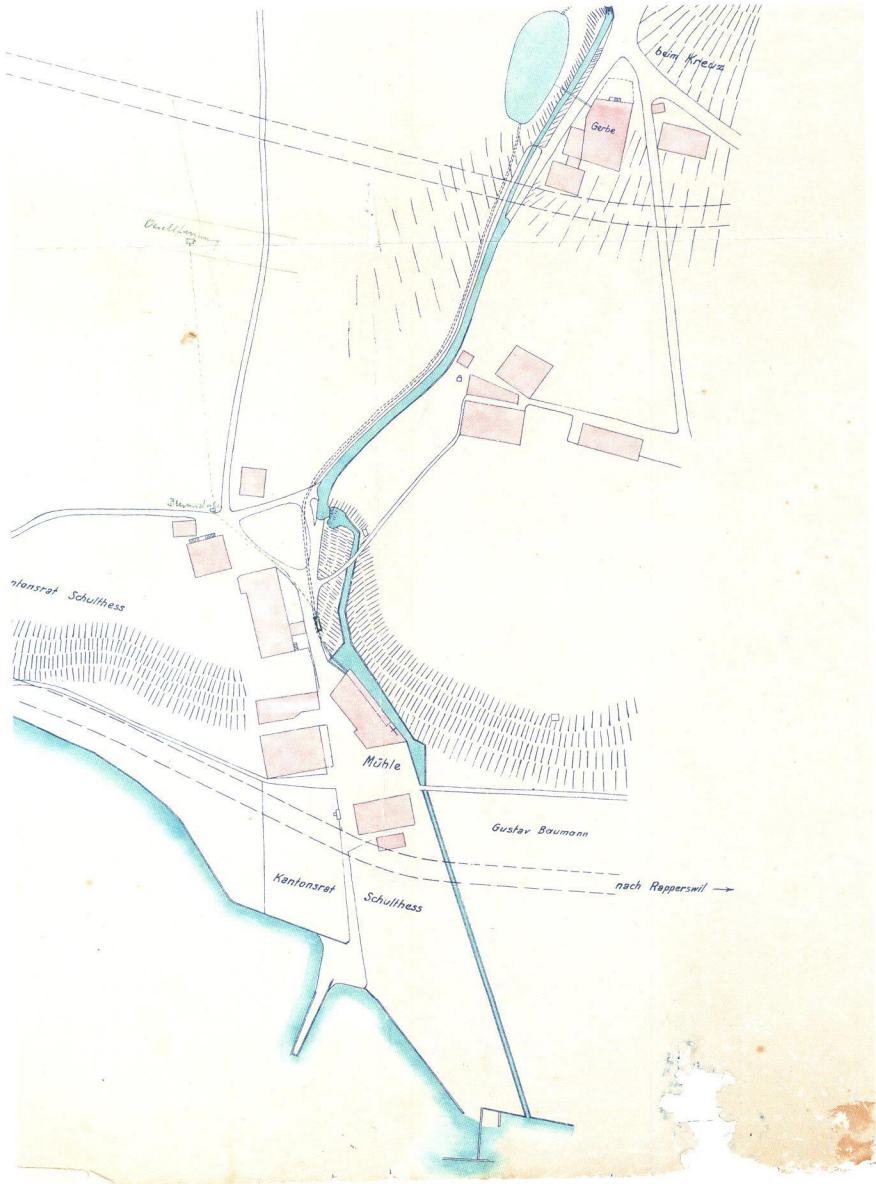 beim Kreuz
Gerbe
ntonsrat Schulthess
Mühle
Gustav Baumann
Kantonsrat
Schulthess
nach Rapperswil →